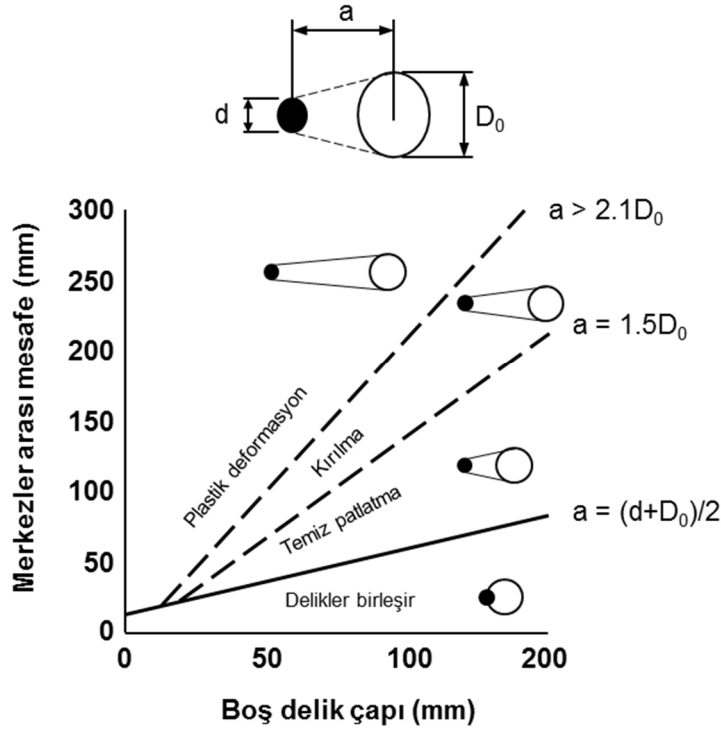 a
d
D₀
300
250
200
150
100
50
0
Merkezler arası mesafe (mm)
a > 2.1D₀
a = 1.5D₀
a = (d+D₀)/2
Plastik deformasyon
Kırılma
Temiz patlatma
Delikler birleşir
0
50
100
200
Boş delik çapı (mm)